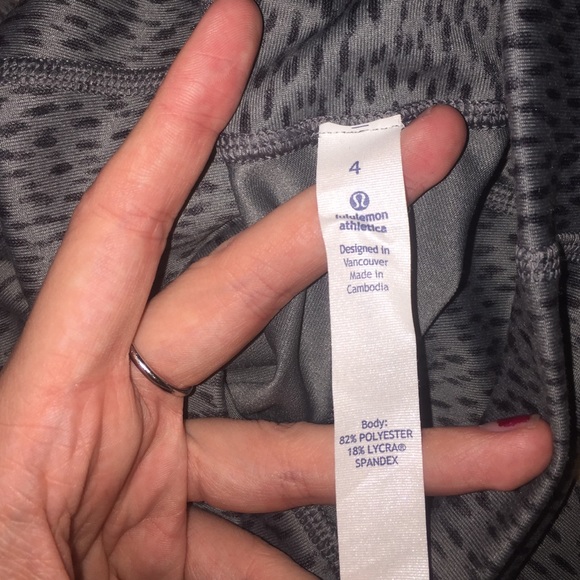 4
lululemon
athletica
Designed in
Vancouver
Made in
Cambodia
Body:
82% POLYESTER
18% LYCRA®
SPANDEX